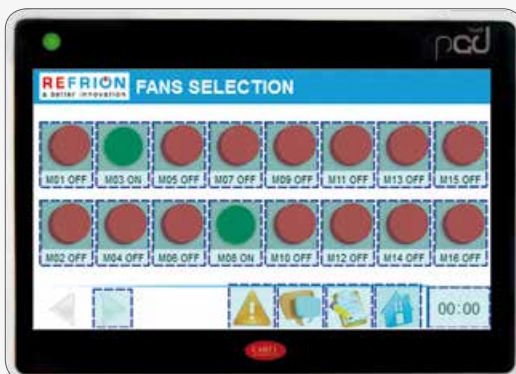 pGD
REFRION FANS SELECTION
a better innovation
M01 OFF M03 ON M05 OFF M07 OFF M09 OFF M11 OFF M13 OFF M15 OFF
M02 OFF M04 OFF M06 OFF M08 ON M10 OFF M12 OFF M14 OFF M16 OFF
00:00
CAREL